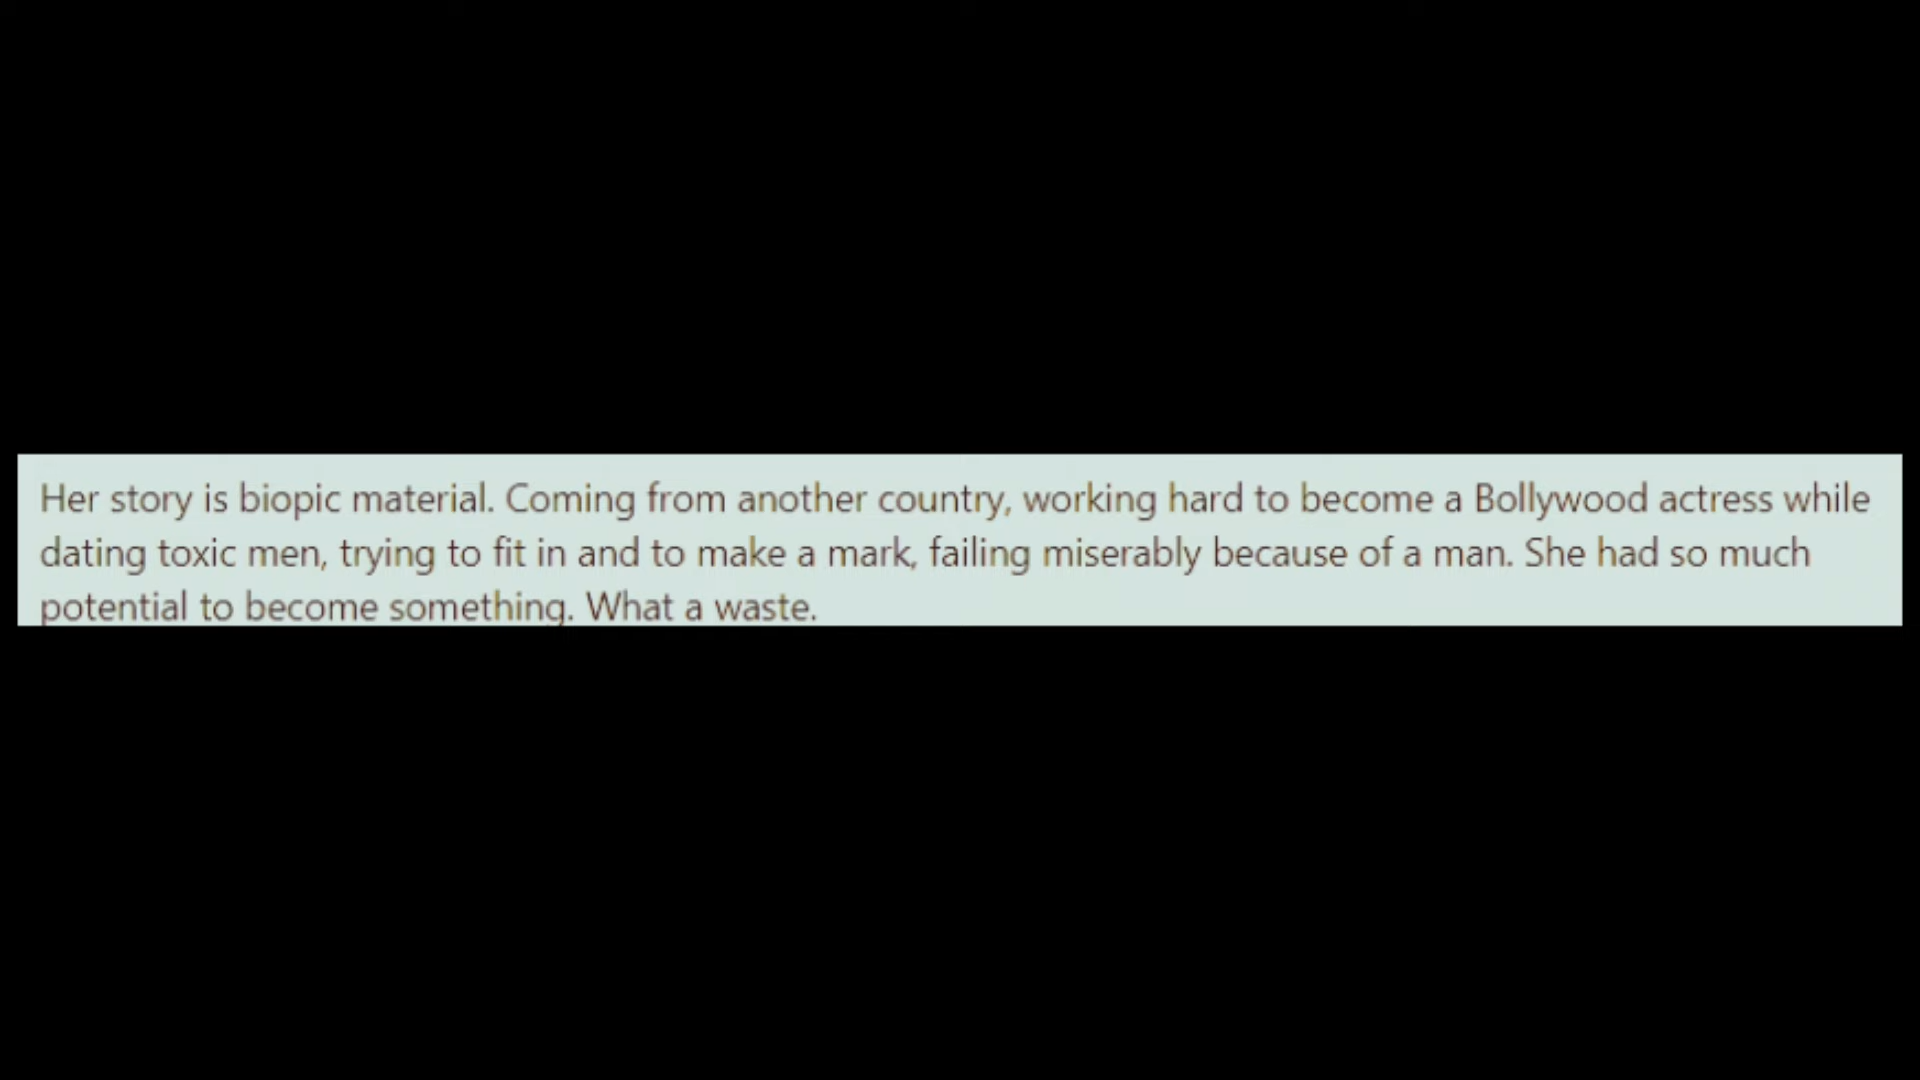 Her story is biopic material. Coming from another country, working hard to become a Bollywood actress while
dating toxic men, trying to fit in and to make a mark, failing miserably because of a man. She had so much
potential to become something. What a waste.